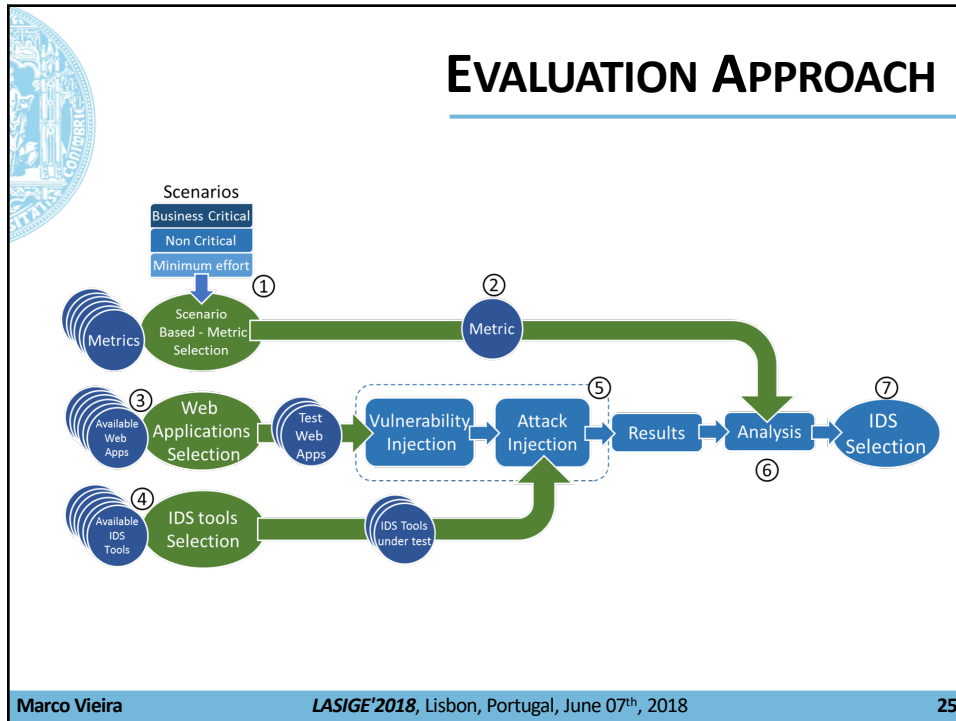 EVALUATION APPROACH
Scenarios
Business Critical
Non Critical
Minimum effort
①
②
Metrics
Scenario
Based - Metric
Selection
Metric
③
Available
Web
Apps
Web
Applications
Selection
Test
Web
Apps
Vulnerability
Injection
Attack
Injection
⑤
Results
Analysis
⑥
⑦
IDS
Selection
④
Available
IDS
Tools
IDS tools
Selection
IDS Tools
under test
Marco Vieira
LASIGE'2018, Lisbon, Portugal, June 07th, 2018
25